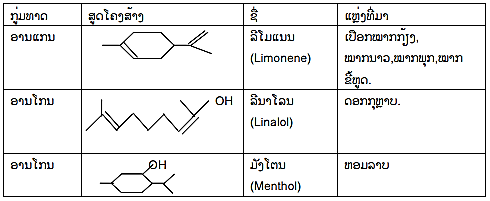 ກຸ່ມທາດ ສູດໂຄງສ້າງ ຊື່ ແຫຼ່ງທີ່ມາ
ອານແກນ ລີໂມແນນ ເປືອກໝາກກ້ຽງ,
(Limonene) ໝາກນາວ,ໝາກພຸກ,ໝາກ
ຂີ້ຫູດ.
ອານໂກນ OH ລີນາໂລນ ດອກກຸຫຼາບ.
(Linalol)
ອານໂກນ OH ມັງໂຕນ ຫອມລາບ
(Menthol)